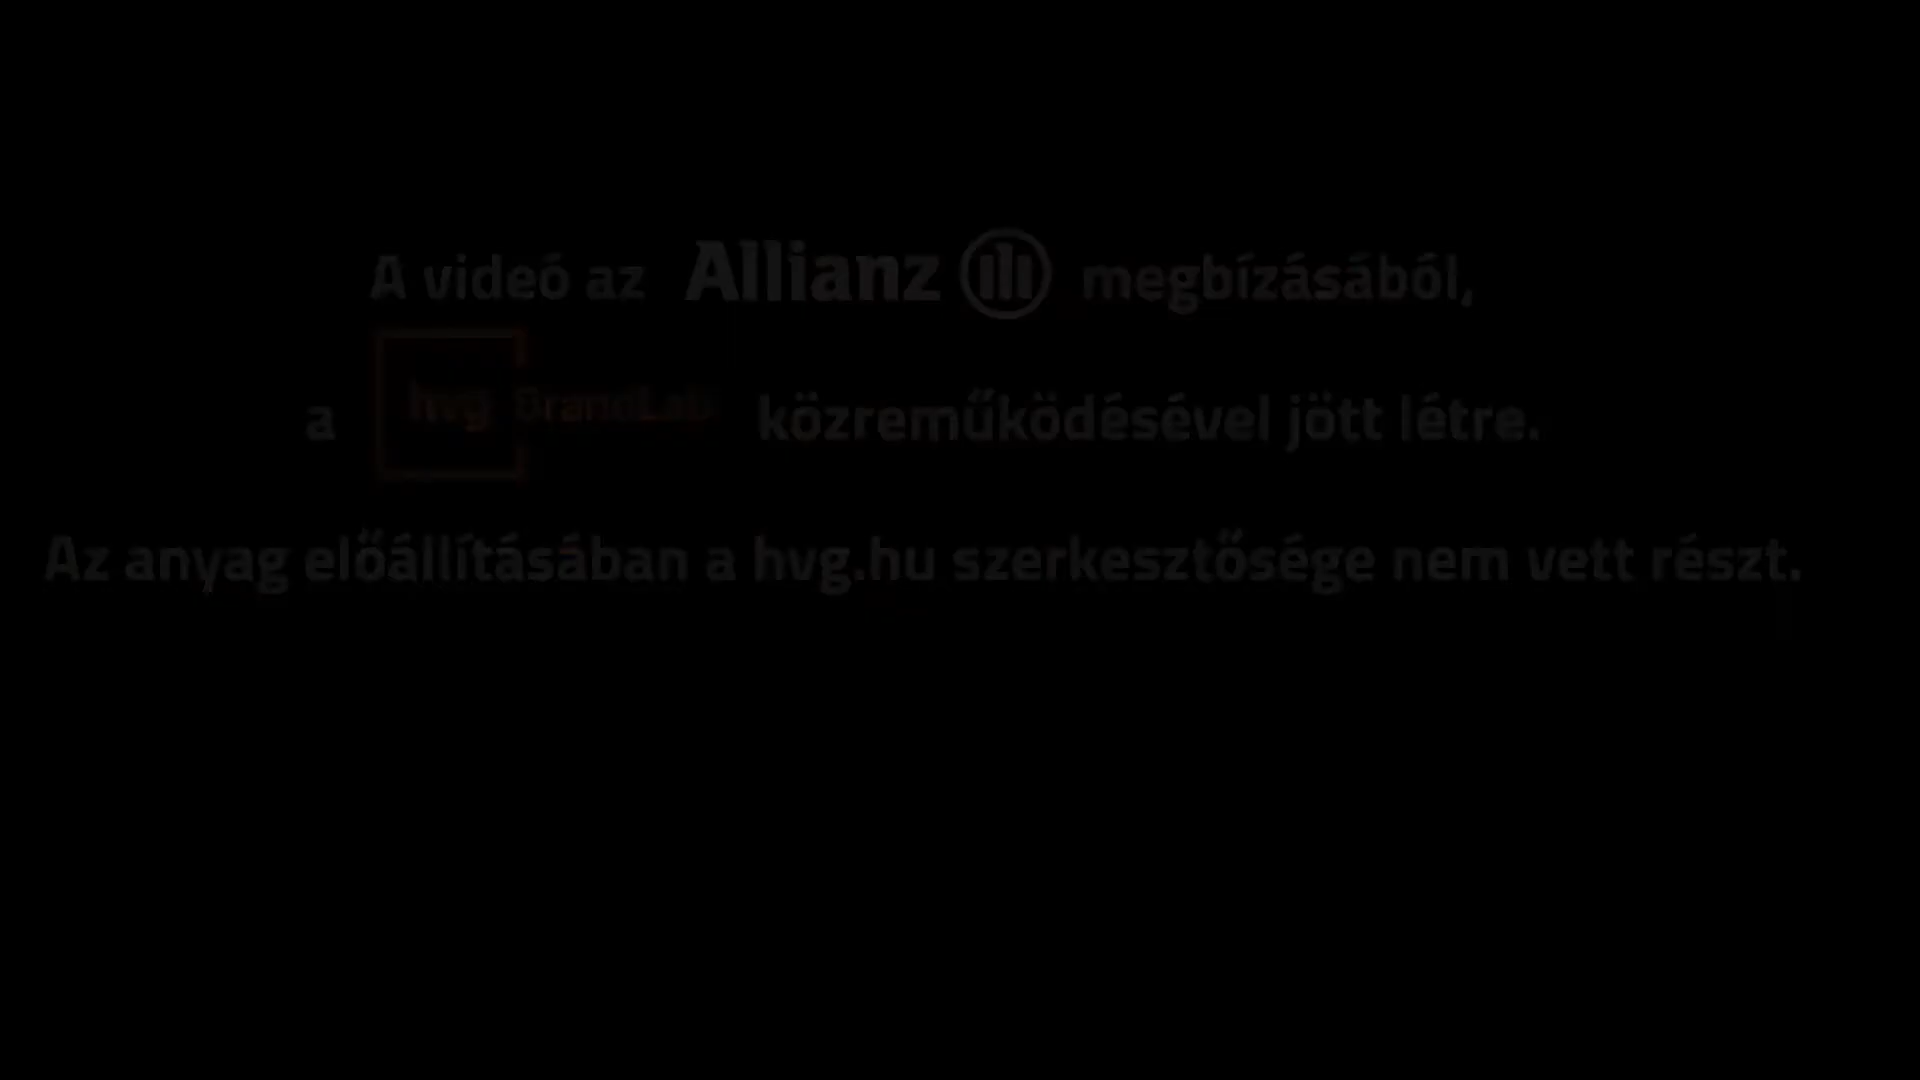 A videó az Allianz megbízásából,
a hvg BrandLab közreműködésével jött létre.
Az anyag előállításában a hvg.hu szerkesztősége nem vett részt.